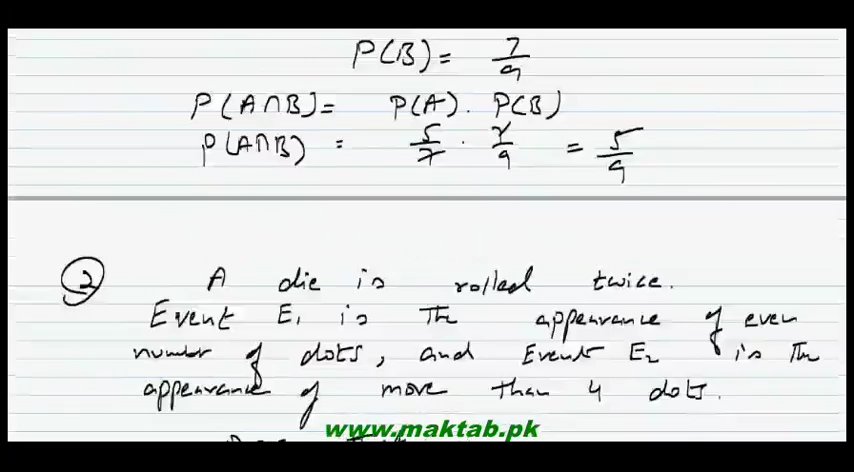 P(B) = 7/9
P(A∩B) = P(A) . P(B)
P(A∩B) = 5/7 . 7/9 = 5/9
2 A die is rolled twice.
Event E1 is the appearance of even
number of dots, and Event E2 is the
appearance of more than 4 dots.
www.maktab.pk